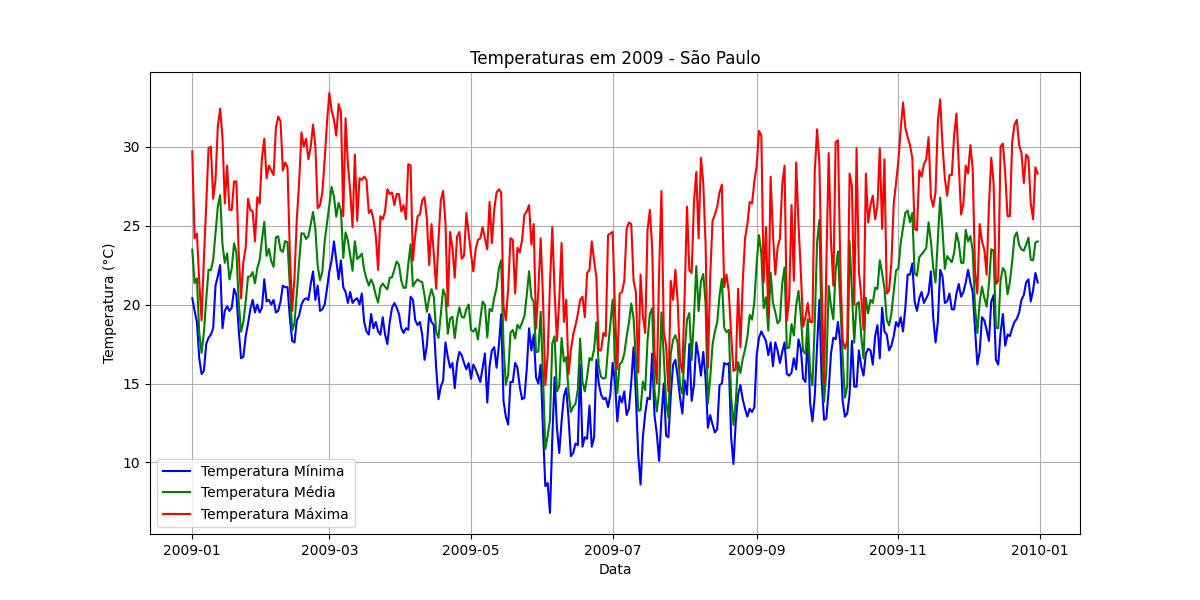 Temperaturas em 2009 - São Paulo
Temperatura (°C)
30
25
20
15
10
Temperatura Mínima
Temperatura Média
Temperatura Máxima
2009-01
2009-03
2009-05
2009-07
2009-09
2009-11
2010-01
Data